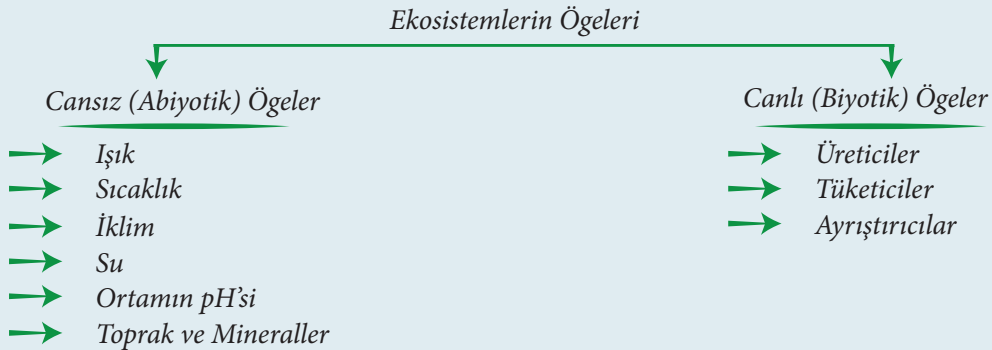 Ekosistemlerin Ögeleri
Cansız (Abiyotik) Ögeler
Işık
Sıcaklık
İklim
Su
Ortamın pH'si
Toprak ve Mineraller
Canlı (Biyotik) Ögeler
Üreticiler
Tüketiciler
Ayrıştırıcılar